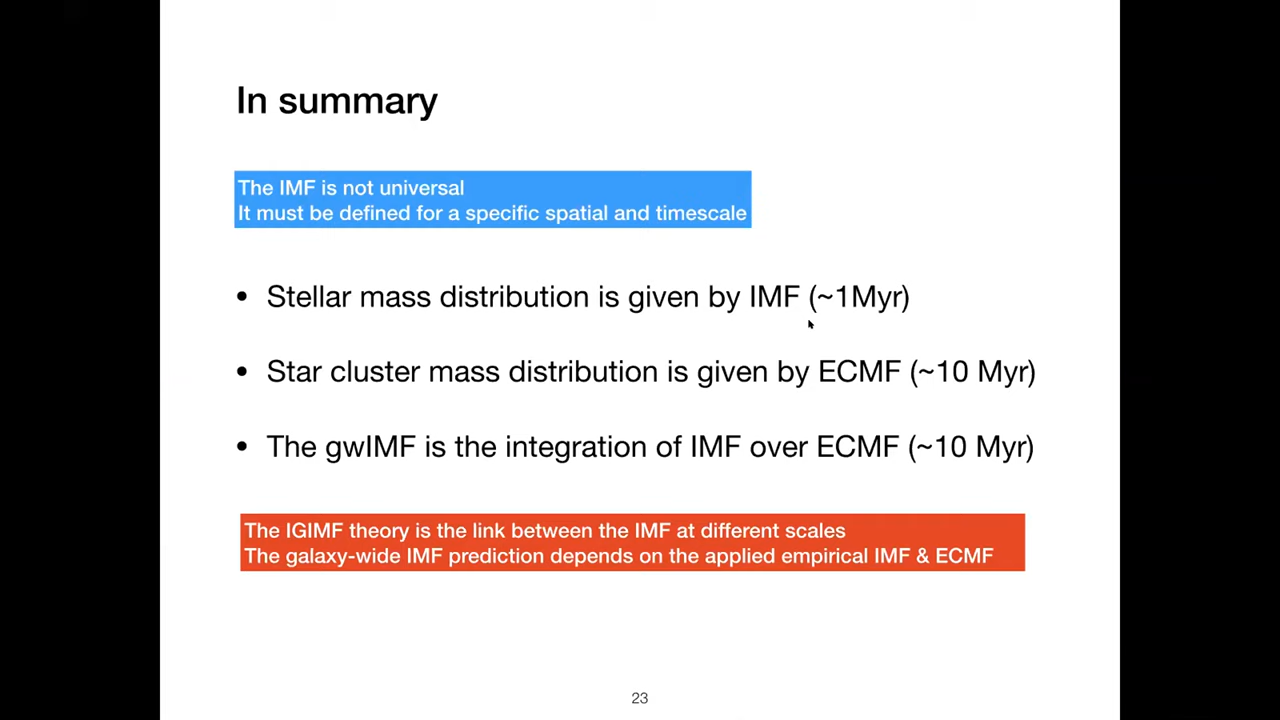 In summary
The IMF is not universal
It must be defined for a specific spatial and timescale
• Stellar mass distribution is given by IMF (~1Myr)
• Star cluster mass distribution is given by ECMF (~10 Myr)
• The gwIMF is the integration of IMF over ECMF (~10 Myr)
The IGIMF theory is the link between the IMF at different scales
The galaxy-wide IMF prediction depends on the applied empirical IMF & ECMF
23